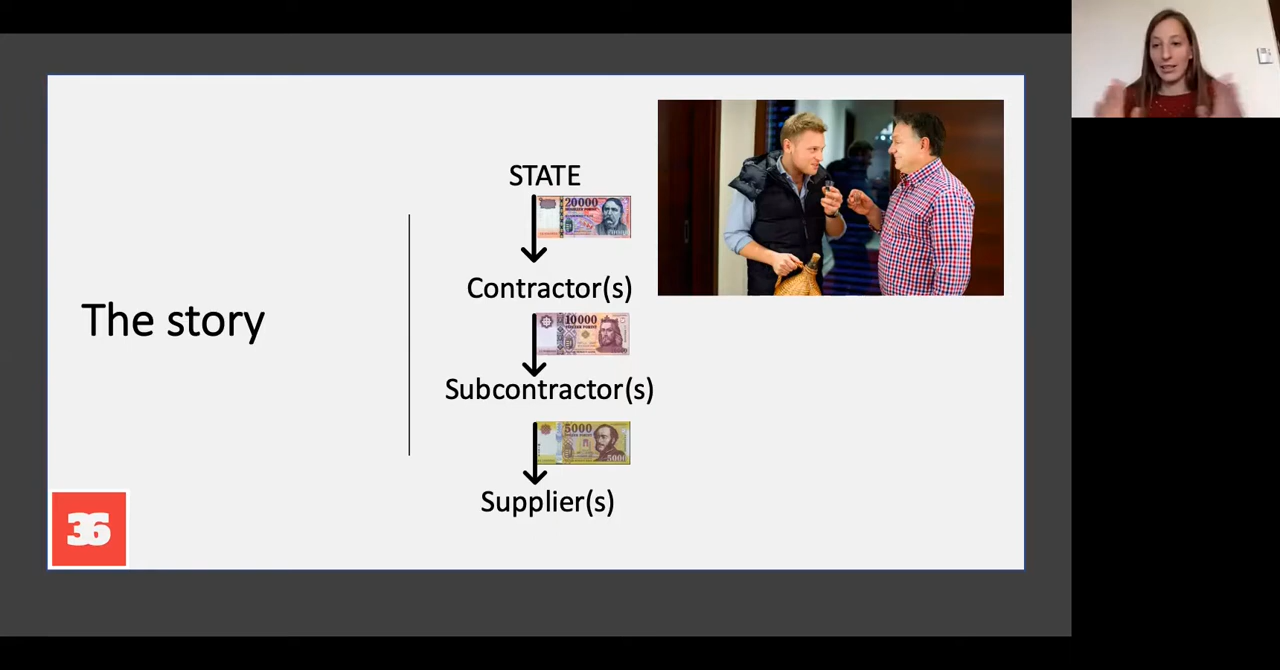 The story
STATE
20000
Contractor(s)
10000
Subcontractor(s)
5000
Supplier(s)
36